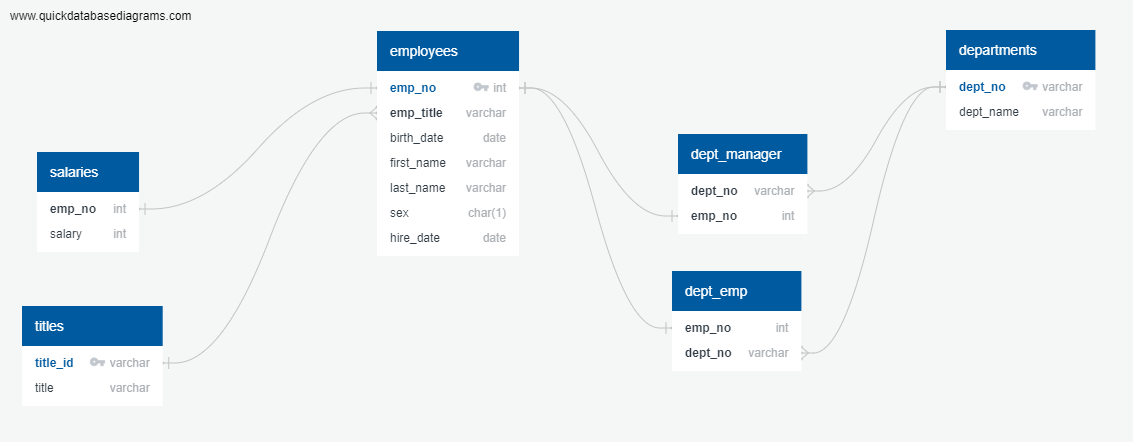 www.quickdatabasediagrams.com
employees
emp_no int
emp_title varchar
birth_date date
first_name varchar
last_name varchar
sex char(1)
hire_date date
departments
dept_no varchar
dept_name varchar
dept_manager
dept_no varchar
emp_no int
salaries
emp_no int
salary int
dept_emp
emp_no int
dept_no varchar
titles
title_id varchar
title varchar